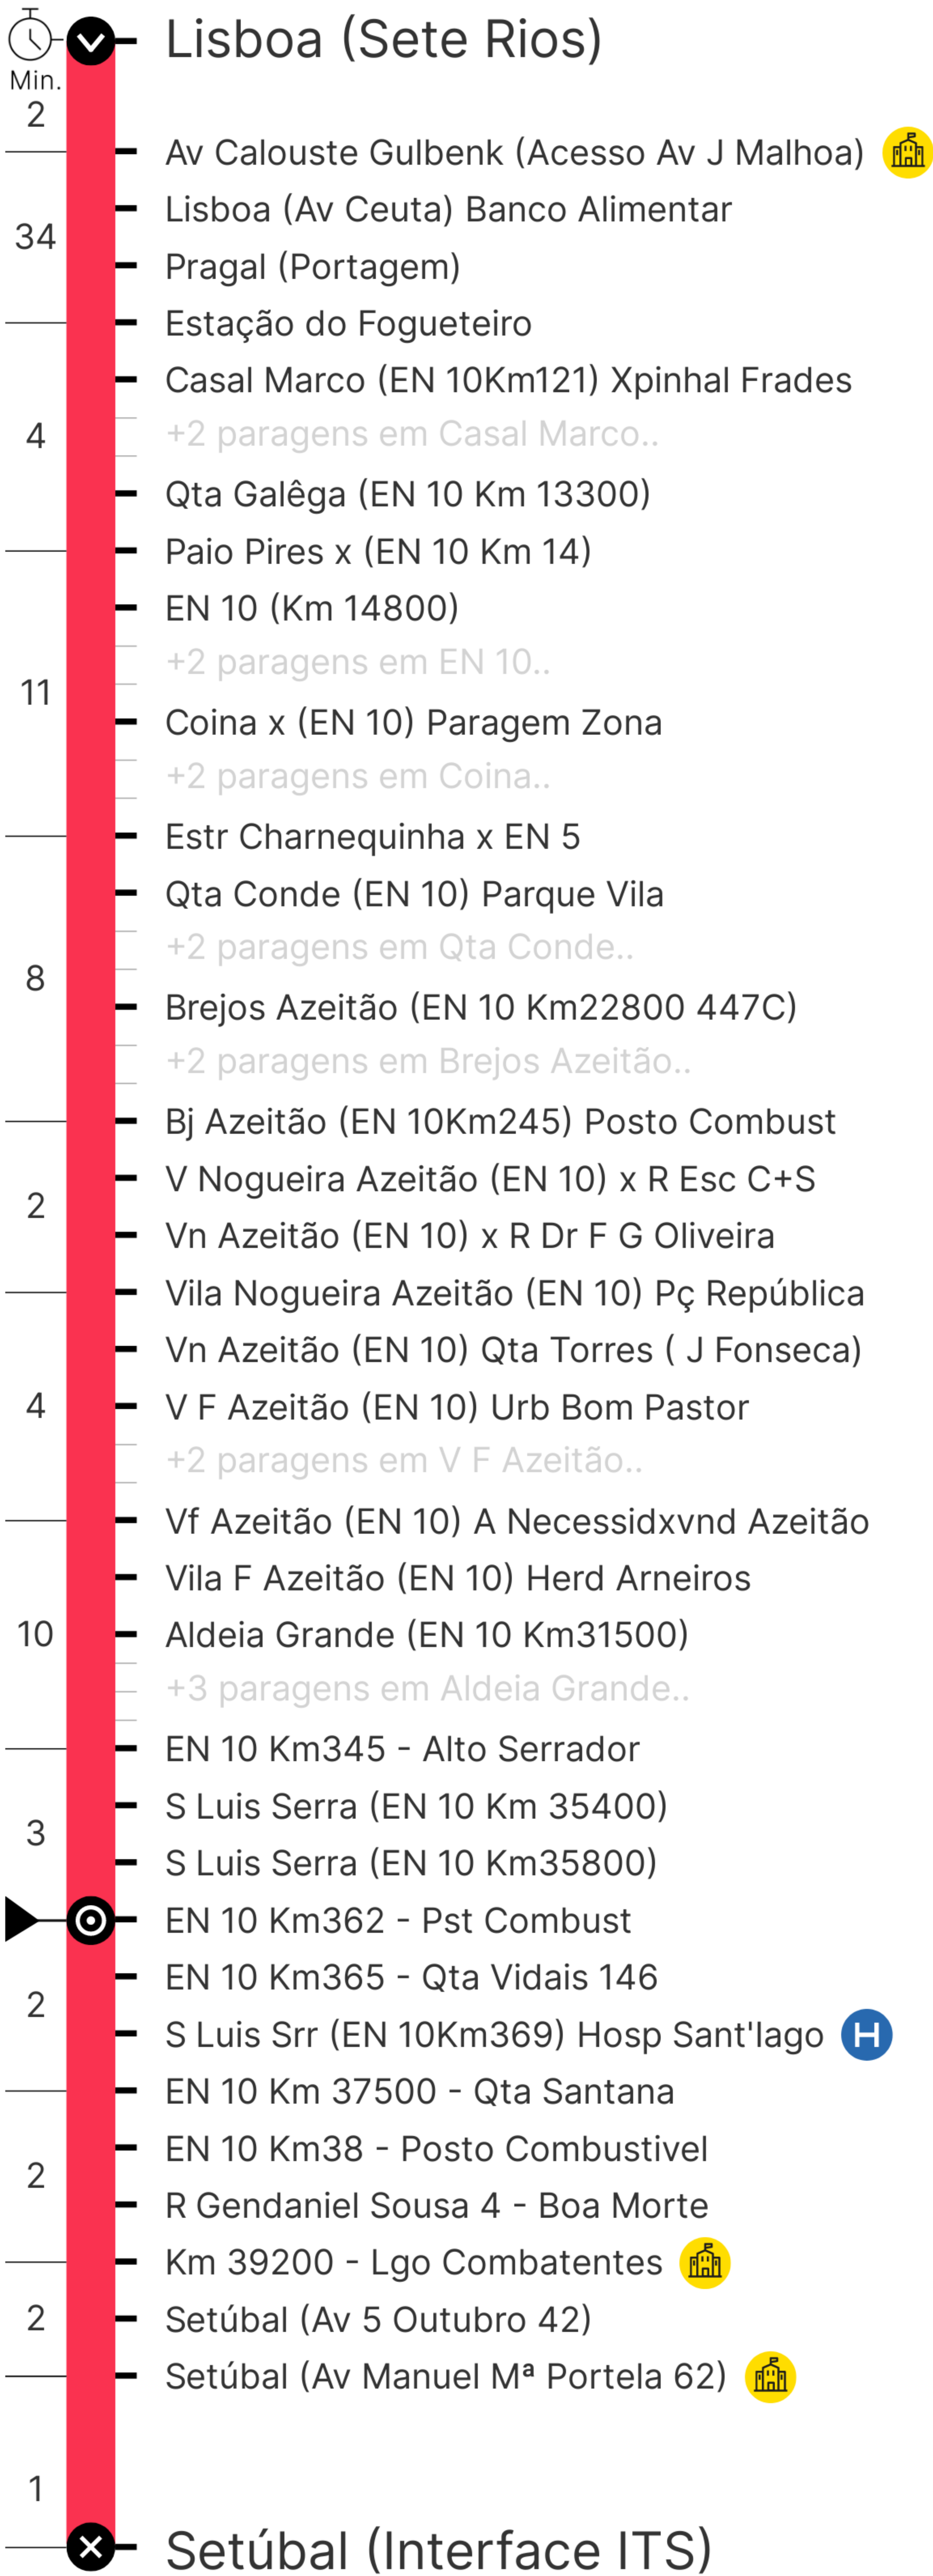 Lisboa (Sete Rios)
Min.
2
Av Calouste Gulbenk (Acesso Av J Malhoa)
Lisboa (Av Ceuta) Banco Alimentar
34
Pragal (Portagem)
Estação do Fogueteiro
Casal Marco (EN 10Km121) Xpinhal Frades
4
+2 paragens em Casal Marco..
Qta Galêga (EN 10 Km 13300)
Paio Pires x (EN 10 Km 14)
EN 10 (Km 14800)
+2 paragens em EN 10..
11
Coina x (EN 10) Paragem Zona
+2 paragens em Coina..
Estr Charnequinha x EN 5
Qta Conde (EN 10) Parque Vila
+2 paragens em Qta Conde..
8
Brejos Azeitão (EN 10 Km22800 447C)
+2 paragens em Brejos Azeitão..
Bj Azeitão (EN 10Km245) Posto Combust
V Nogueira Azeitão (EN 10) x R Esc C+S
2
Vn Azeitão (EN 10) x R Dr F G Oliveira
Vila Nogueira Azeitão (EN 10) Pç República
Vn Azeitão (EN 10) Qta Torres ( J Fonseca)
4
V F Azeitão (EN 10) Urb Bom Pastor
+2 paragens em V F Azeitão..
Vf Azeitão (EN 10) A Necessidxvnd Azeitão
Vila F Azeitão (EN 10) Herd Arneiros
10
Aldeia Grande (EN 10 Km31500)
+3 paragens em Aldeia Grande..
EN 10 Km345 - Alto Serrador
S Luis Serra (EN 10 Km 35400)
3
S Luis Serra (EN 10 Km35800)
EN 10 Km362 - Pst Combust
EN 10 Km365 - Qta Vidais 146
2
S Luis Srr (EN 10Km369) Hosp Sant'Iago H
EN 10 Km 37500 - Qta Santana
EN 10 Km38 - Posto Combustivel
2
R Gendaniel Sousa 4 - Boa Morte
Km 39200 - Lgo Combatentes
2
Setúbal (Av 5 Outubro 42)
Setúbal (Av Manuel Mª Portela 62)
1
Setúbal (Interface ITS)